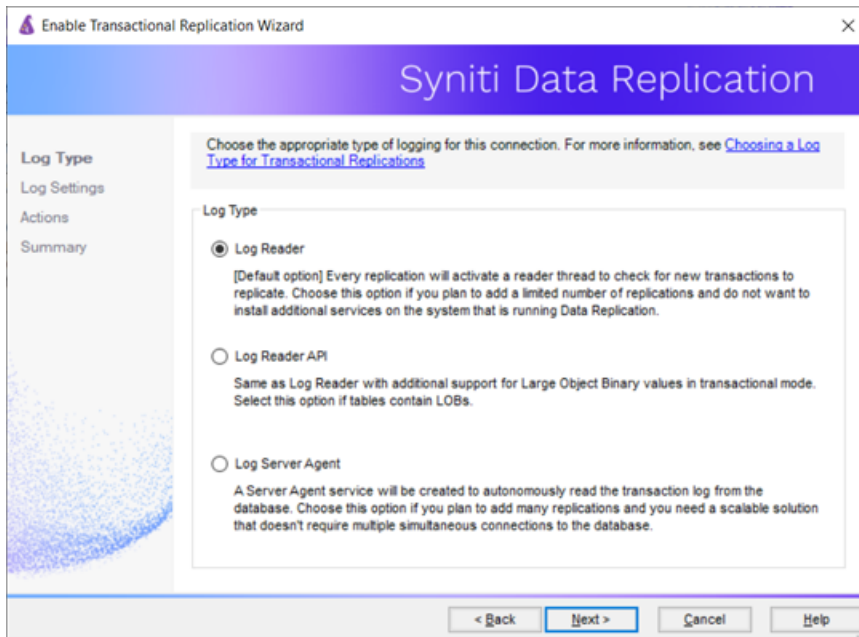 Enable Transactional Replication Wizard
Syniti Data Replication
Log Type
Log Settings
Actions
Summary
Choose the appropriate type of logging for this connection. For more information, see Choosing a Log
Type for Transactional Replications
Log Type
Log Reader
[Default option] Every replication will activate a reader thread to check for new transactions to
replicate. Choose this option if you plan to add a limited number of replications and do not want to
install additional services on the system that is running Data Replication.
Log Reader API
Same as Log Reader with additional support for Large Object Binary values in transactional mode.
Select this option if tables contain LOBs.
Log Server Agent
A Server Agent service will be created to autonomously read the transaction log from the
database. Choose this option if you plan to add many replications and you need a scalable solution
that doesn't require multiple simultaneous connections to the database.
< Back
Next >
Cancel
Help